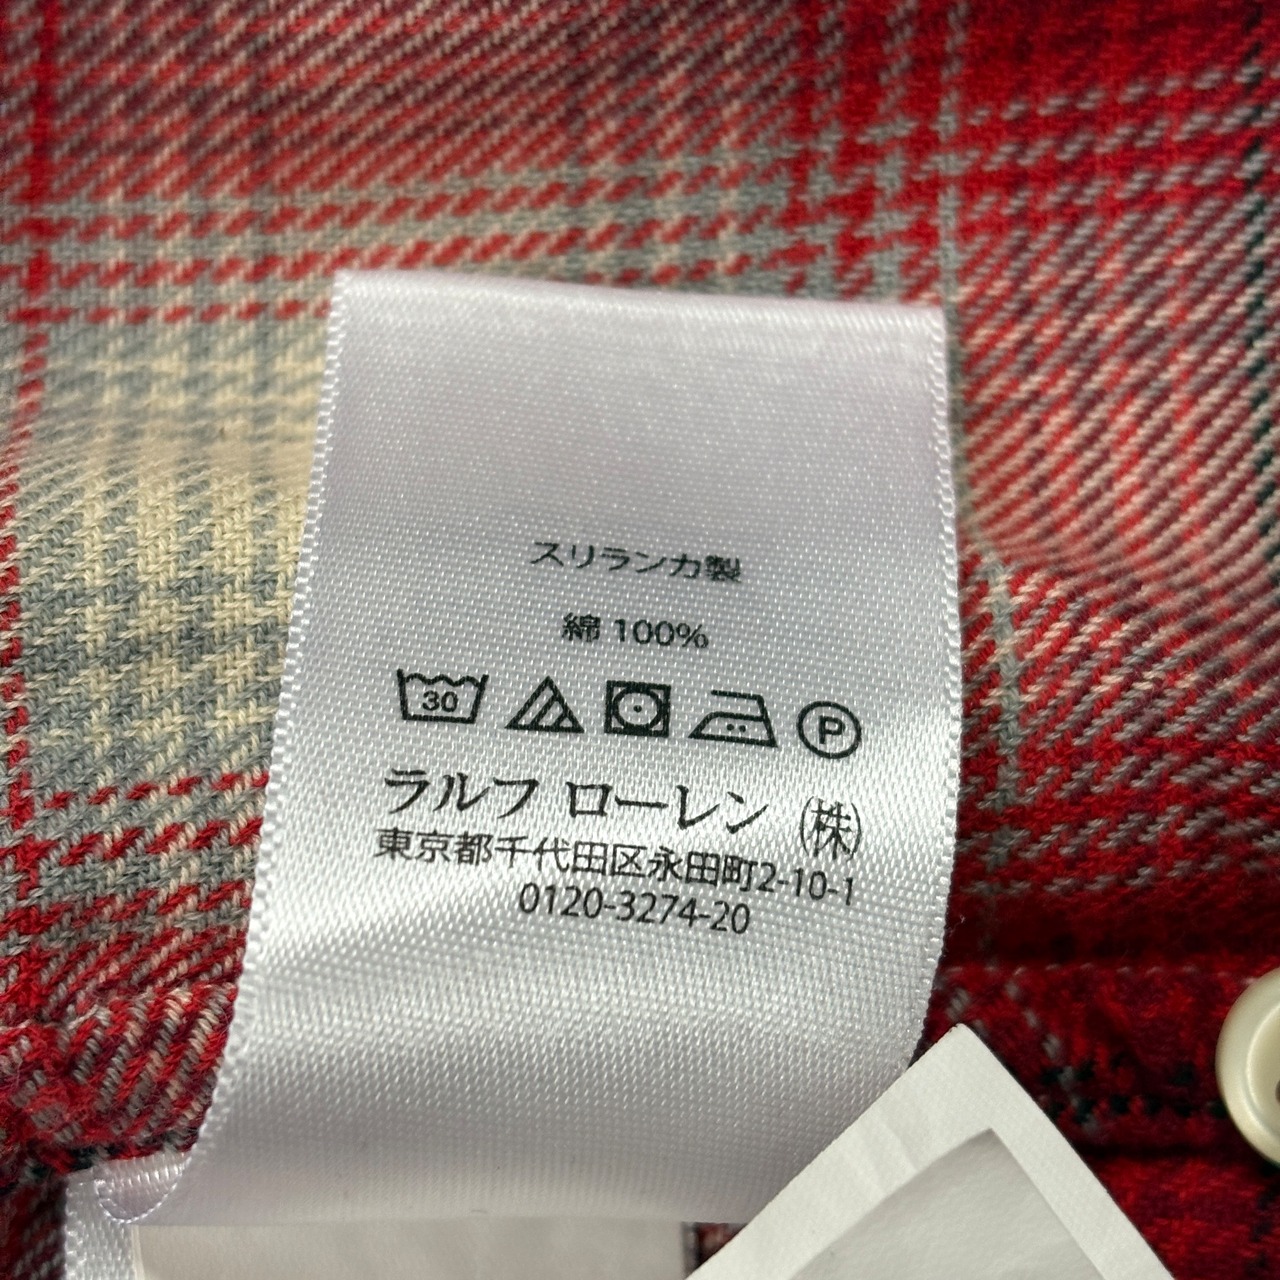 スリランカ製
綿 100%
30 P
ラルフ ローレン ㈱
東京都千代田区永田町2-10-1
0120-3274-20